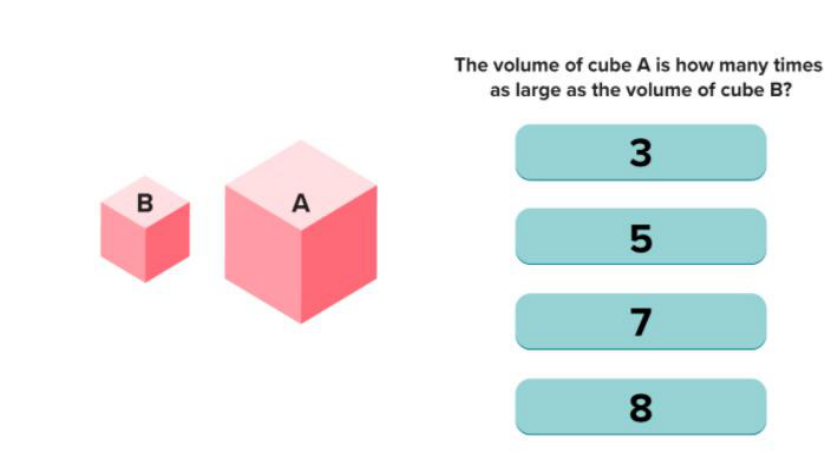 The volume of cube A is how many times
as large as the volume of cube B?
B
A
3
5
7
8